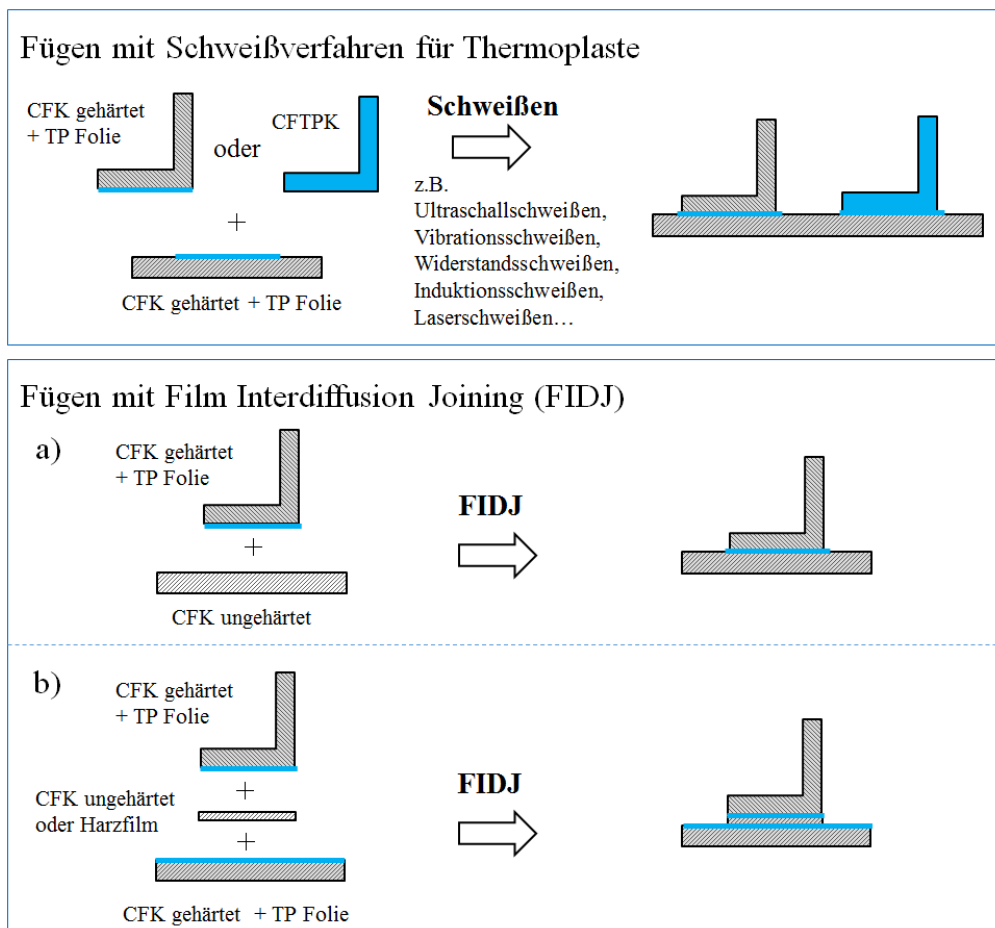 Fügen mit Schweißverfahren für Thermoplaste
CFK gehärtet
+ TP Folie
oder
CFTPK
Schweißen
z.B.
Ultraschallschweißen,
Vibrationsschweißen,
Widerstandsschweißen,
Induktionsschweißen,
Laserschweißen…
+
CFK gehärtet + TP Folie
Fügen mit Film Interdiffusion Joining (FIDJ)
a)
CFK gehärtet
+ TP Folie
+
CFK ungehärtet
FIDJ
b)
CFK gehärtet
+ TP Folie
+
CFK ungehärtet
oder Harzfilm
+
CFK gehärtet + TP Folie
FIDJ